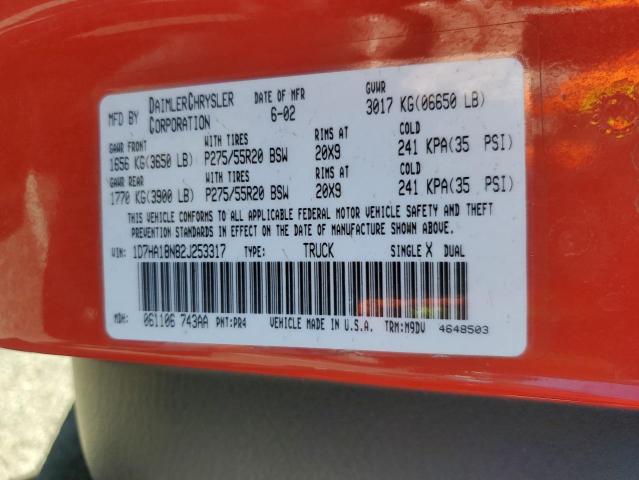 MFD BY DAIMLERCHRYSLER CORPORATION DATE OF MFR 6-02 GVWR 3017 KG(06650 LB)
GAWR FRONT WITH TIRES RIMS AT COLD
1656 KG(3650 LB) P275/55R20 BSW 20X9 241 KPA(35 PSI)
GAWR REAR WITH TIRES RIMS AT COLD
1770 KG(3900 LB) P275/55R20 BSW 20X9 241 KPA(35 PSI)
THIS VEHICLE CONFORMS TO ALL APPLICABLE FEDERAL MOTOR VEHICLE SAFETY AND THEFT
PREVENTION STANDARDS IN EFFECT ON THE DATE OF MANUFACTURE SHOWN ABOVE.
VIN: 1D7HA18N82J253317 TYPE: TRUCK SINGLE X DUAL
MDH: 061106 743AA PNT:PR4 VEHICLE MADE IN U.S.A. TRM:M9DV 4648503